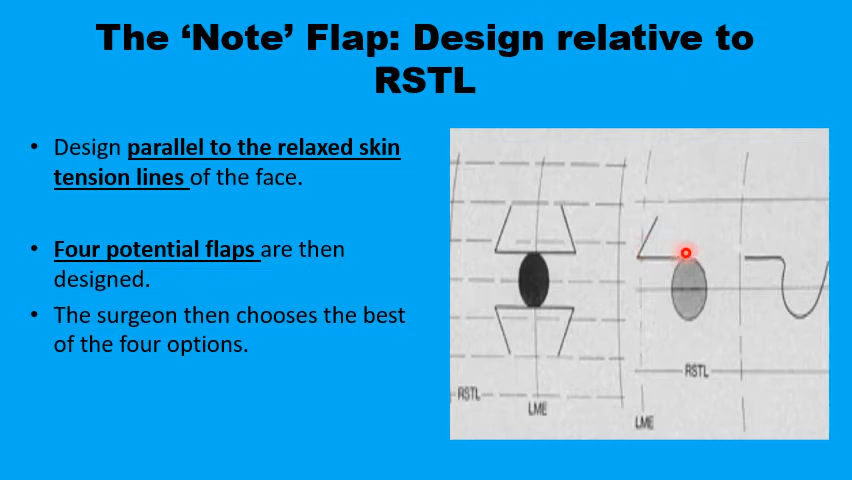 The ‘Note’ Flap: Design relative to
RSTL
• Design parallel to the relaxed skin
tension lines of the face.
• Four potential flaps are then
designed.
• The surgeon then chooses the best
of the four options.
RSTL
LME
RSTL
LME